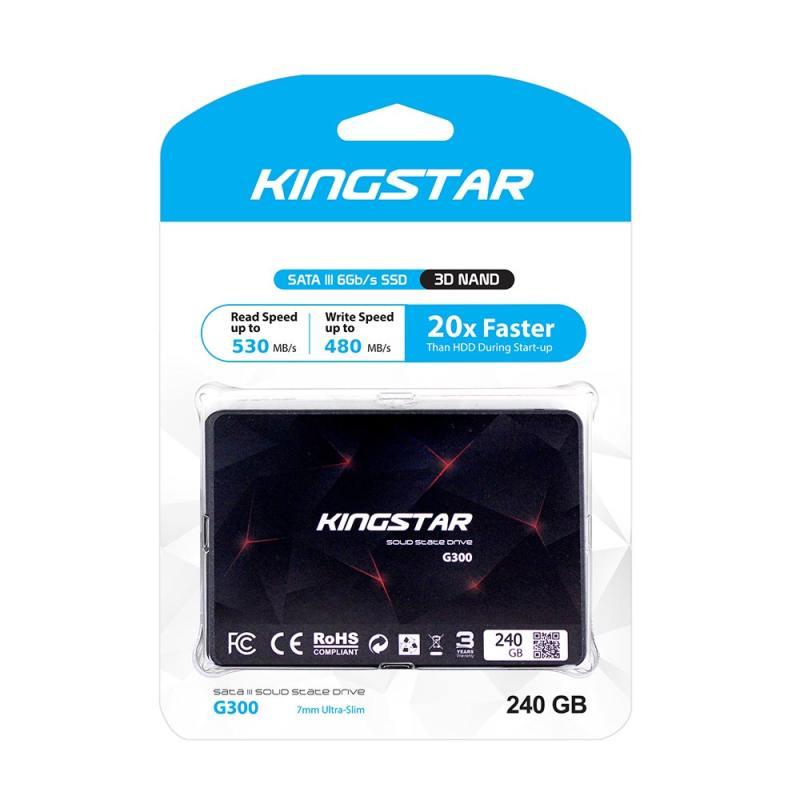 KINGSTAR
SATA III 6Gb/s SSD 3D NAND
Read Speed up to 530 MB/s
Write Speed up to 480 MB/s
20x Faster
Than HDD During Start-up
KINGSTAR
SOLID STATE DRIVE
G300
FC CE RoHS COMPLIANT 3 YEARS Warranty 240 GB
SATA III SOLID STATE DRIVE
G300 7mm Ultra-Slim 240 GB